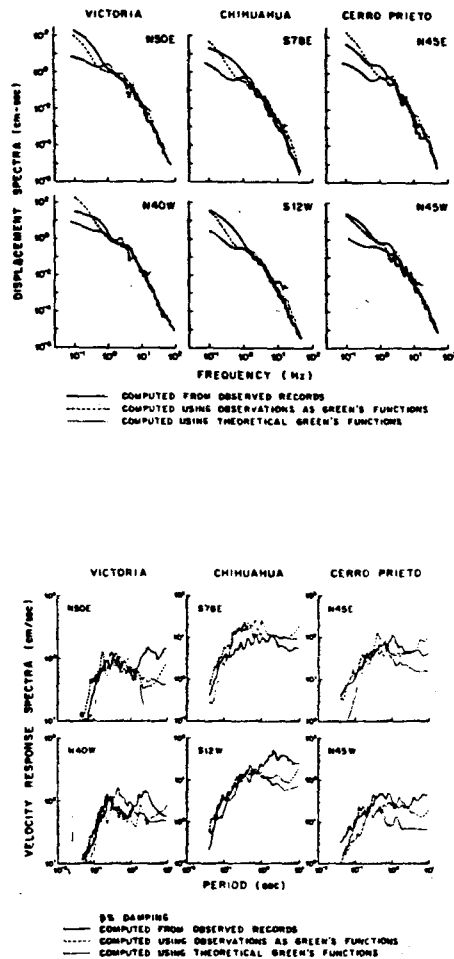 VICTORIA CHIHUAHUA CERRO PRIETO
N50E S78E N45E
N40W S12W N45W
DISPLACEMENT SPECTRA (cm-sec)
FREQUENCY (Hz)
COMPUTED FROM OBSERVED RECORDS
COMPUTED USING OBSERVATIONS AS GREEN'S FUNCTIONS
COMPUTED USING THEORETICAL GREEN'S FUNCTIONS
VICTORIA CHIHUAHUA CERRO PRIETO
N50E S78E N45E
N40W S12W N45W
VELOCITY RESPONSE SPECTRA (cm/sec)
PERIOD (sec)
5% DAMPING
COMPUTED FROM OBSERVED RECORDS
COMPUTED USING OBSERVATIONS AS GREEN'S FUNCTIONS
COMPUTED USING THEORETICAL GREEN'S FUNCTIONS